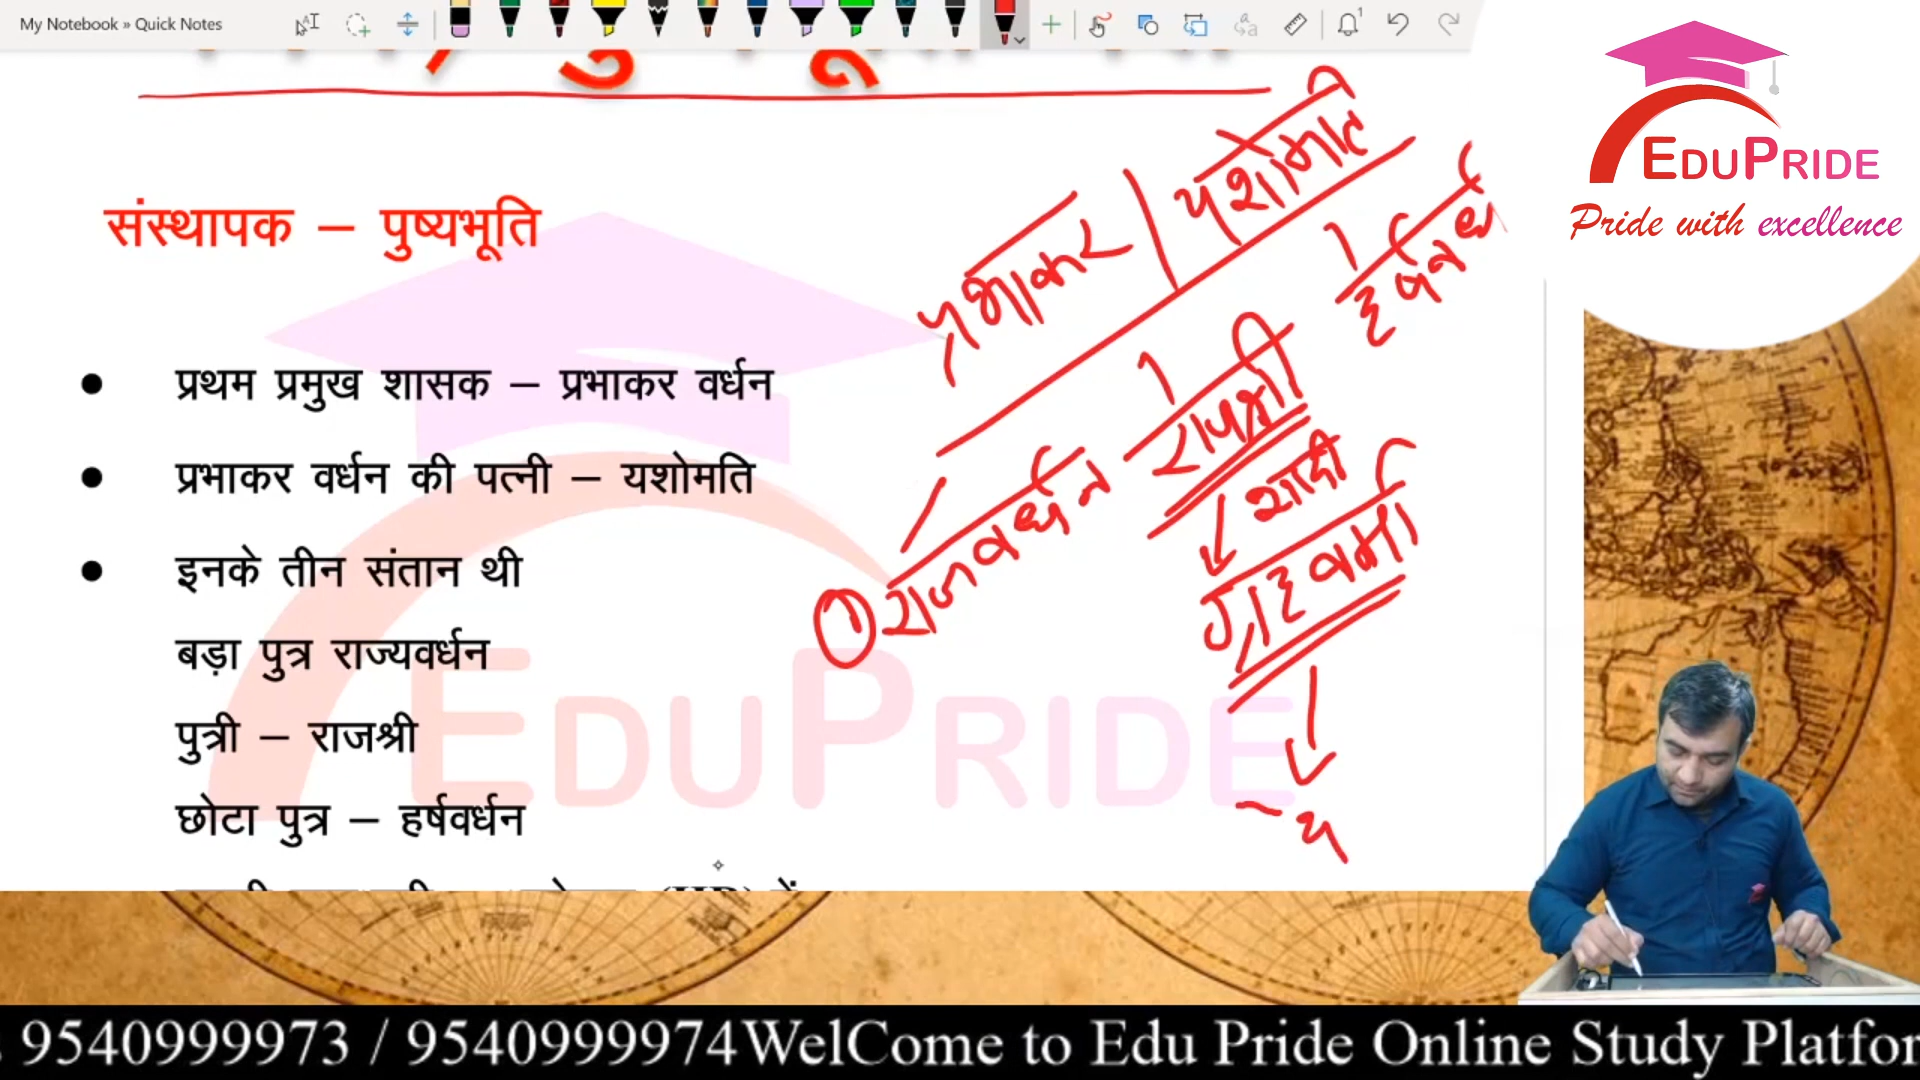 My Notebook » Quick Notes
EDUPRIDE
Pride with excellence
संस्थापक – पुष्यभूति
● प्रथम प्रमुख शासक – प्रभाकर वर्धन
● प्रभाकर वर्धन की पत्नी – यशोमति
● इनके तीन संतान थी
बड़ा पुत्र राज्यवर्धन
पुत्री – राजश्री
छोटा पुत्र – हर्षवर्धन
प्रभाकर | यशोमति
① राजवर्धन
राजश्री
हर्षवर्ध
शादी
ग्रहवर्मा
EDUPRIDE
9540999973 / 9540999974WelCome to Edu Pride Online Study Platfor